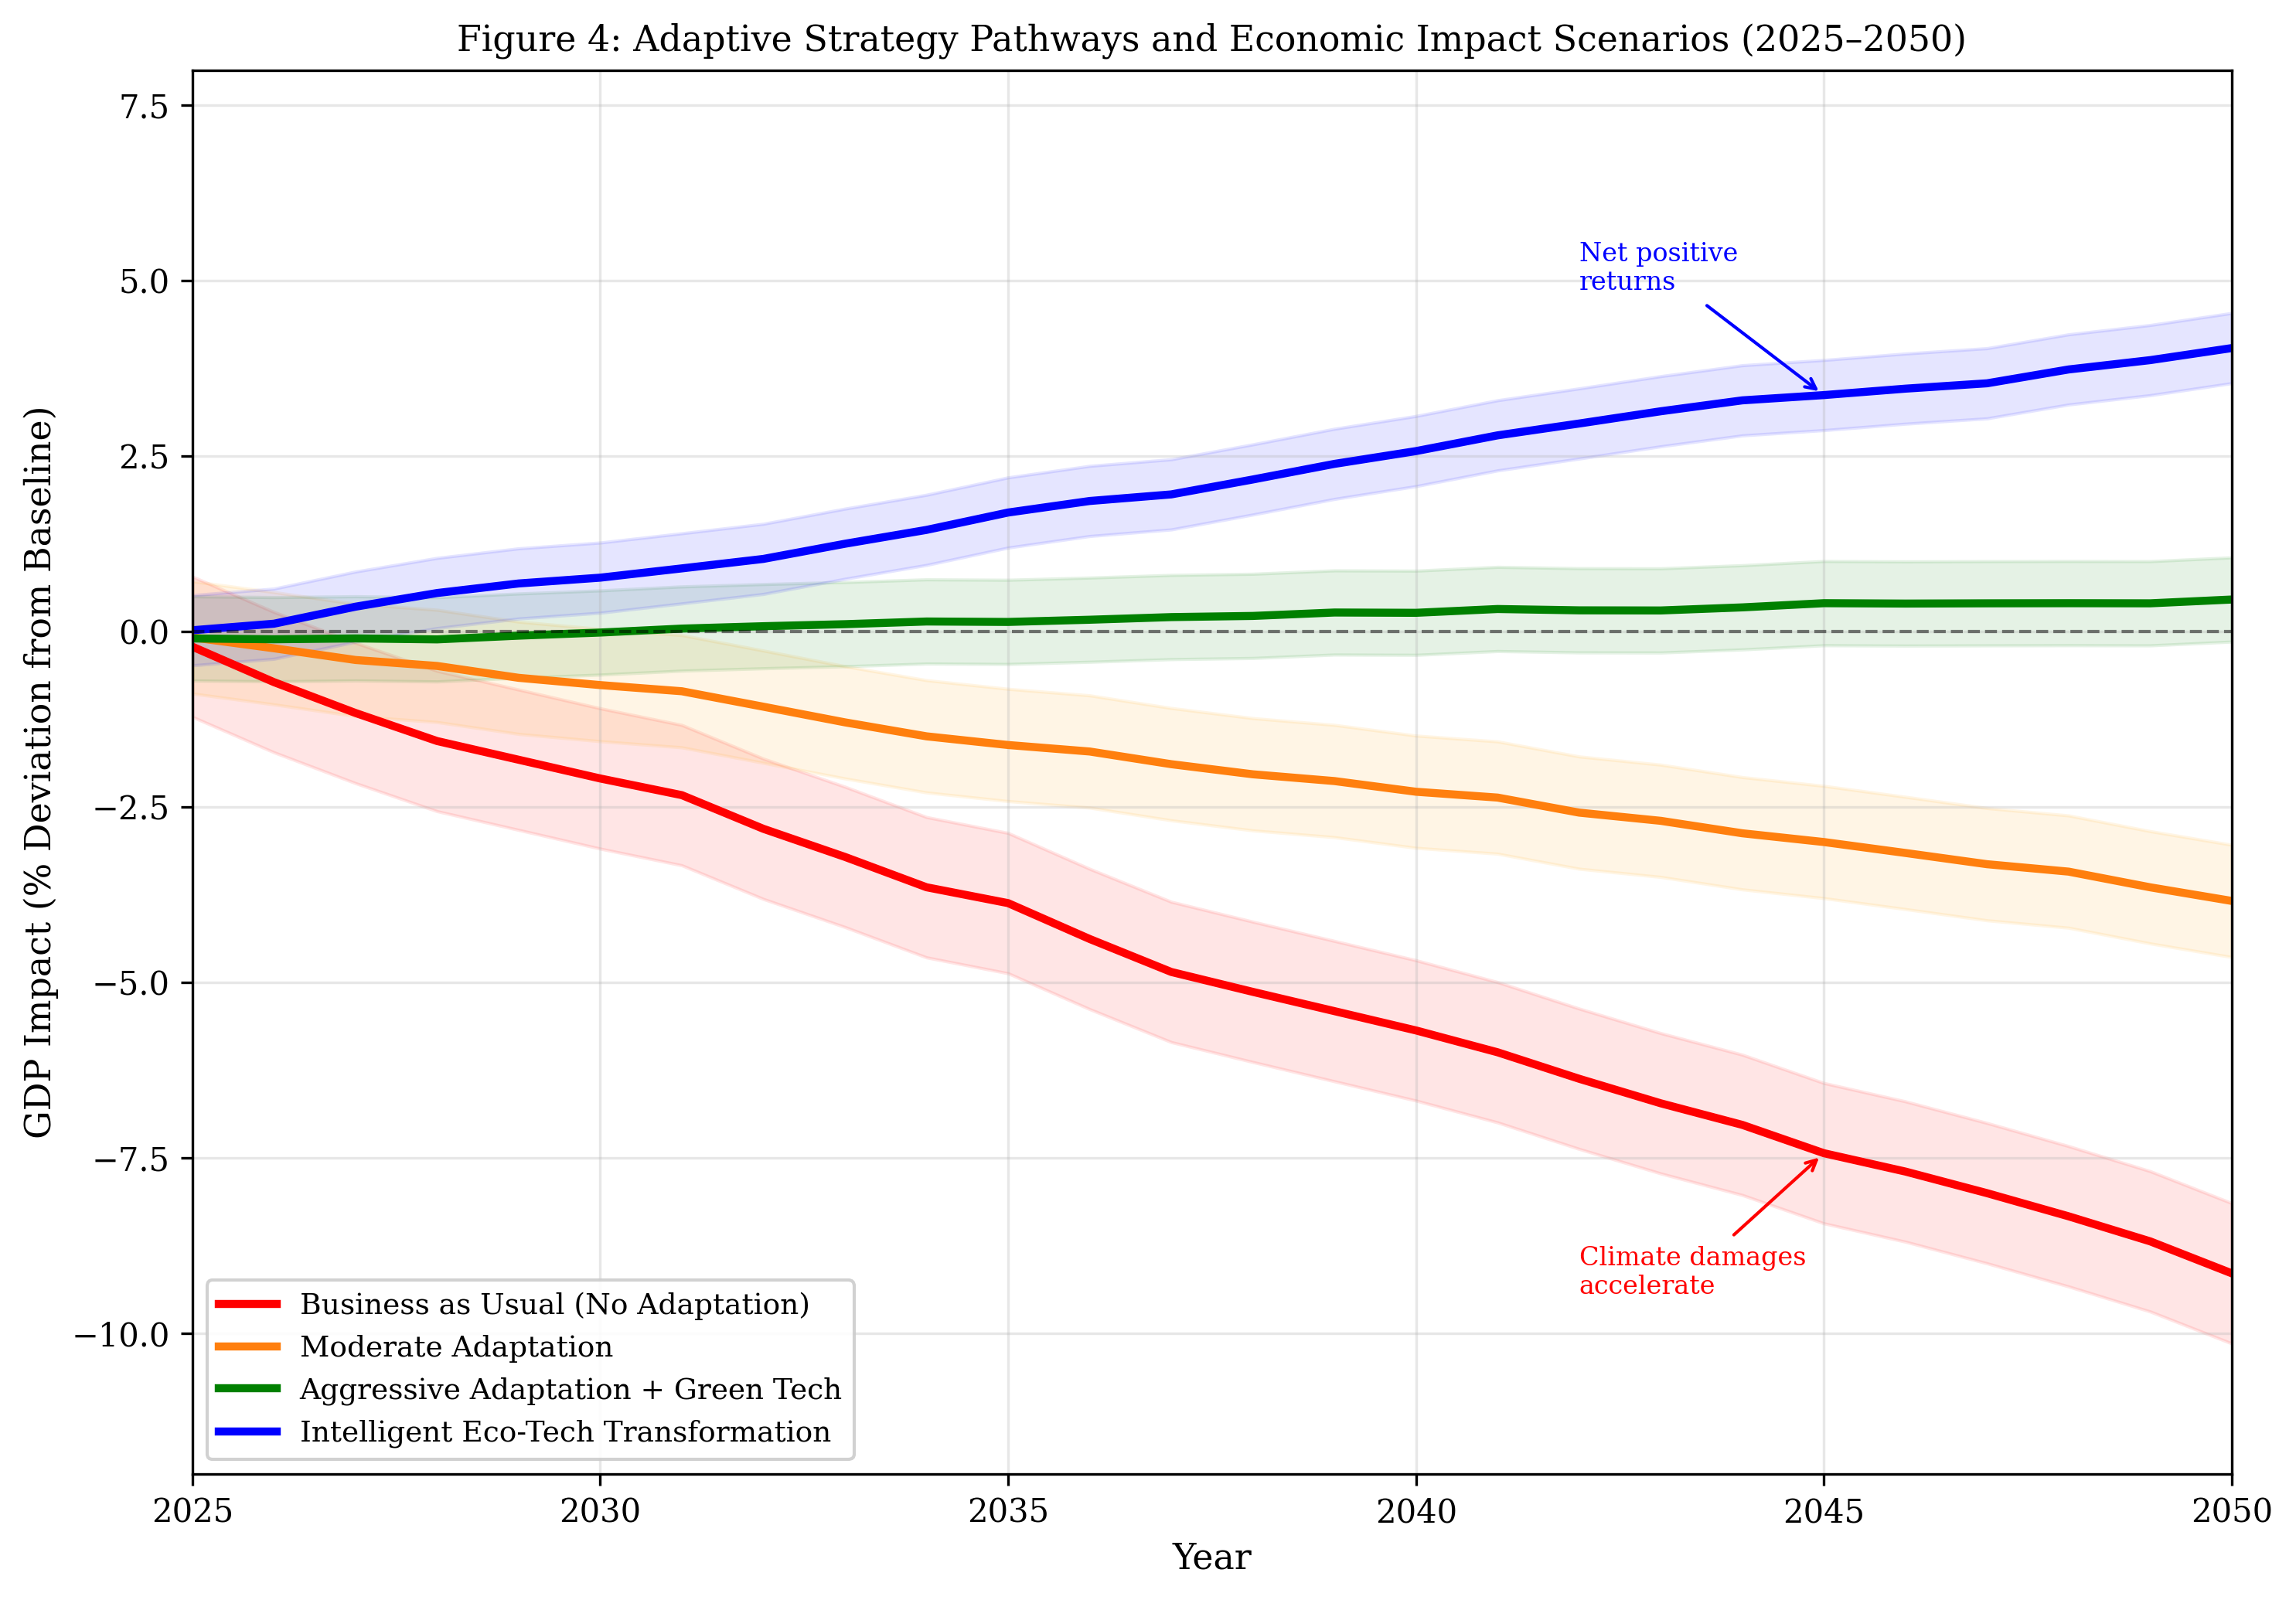 Figure 4: Adaptive Strategy Pathways and Economic Impact Scenarios (2025–2050)
GDP Impact (% Deviation from Baseline)
7.5
5.0
2.5
0.0
−2.5
−5.0
−7.5
−10.0
Net positive
returns
Climate damages
accelerate
Business as Usual (No Adaptation)
Moderate Adaptation
Aggressive Adaptation + Green Tech
Intelligent Eco-Tech Transformation
2025
2030
2035
2040
2045
2050
Year